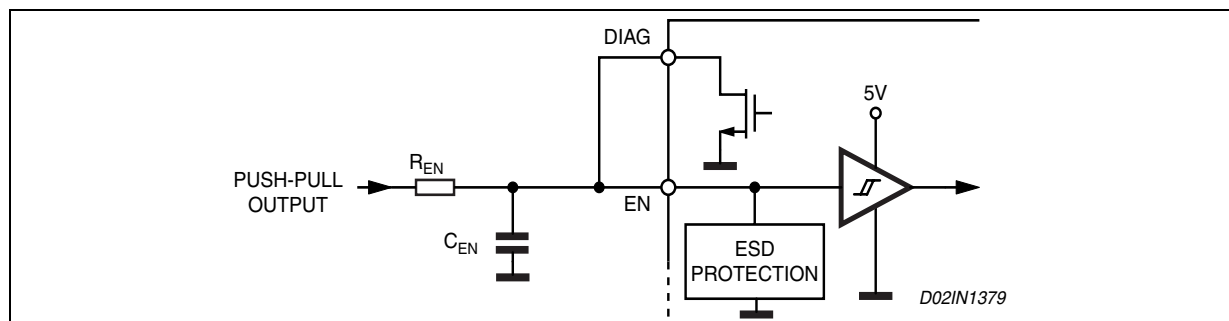 DIAG
5V
R_EN
PUSH-PULL
OUTPUT
EN
C_EN
ESD
PROTECTION
D02IN1379